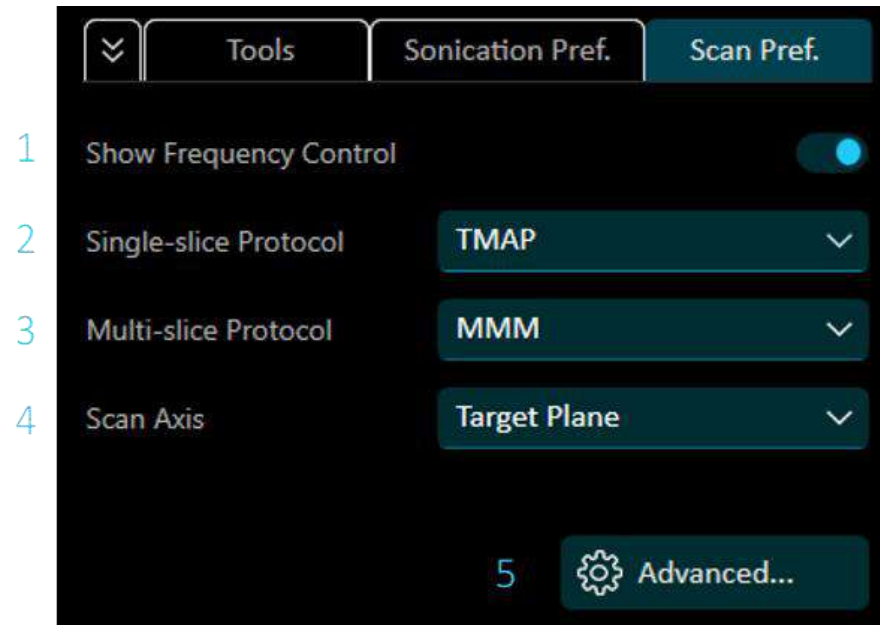 Tools Sonication Pref. Scan Pref.
1 Show Frequency Control
2 Single-slice Protocol TMAP
3 Multi-slice Protocol MMM
4 Scan Axis Target Plane
5 Advanced...